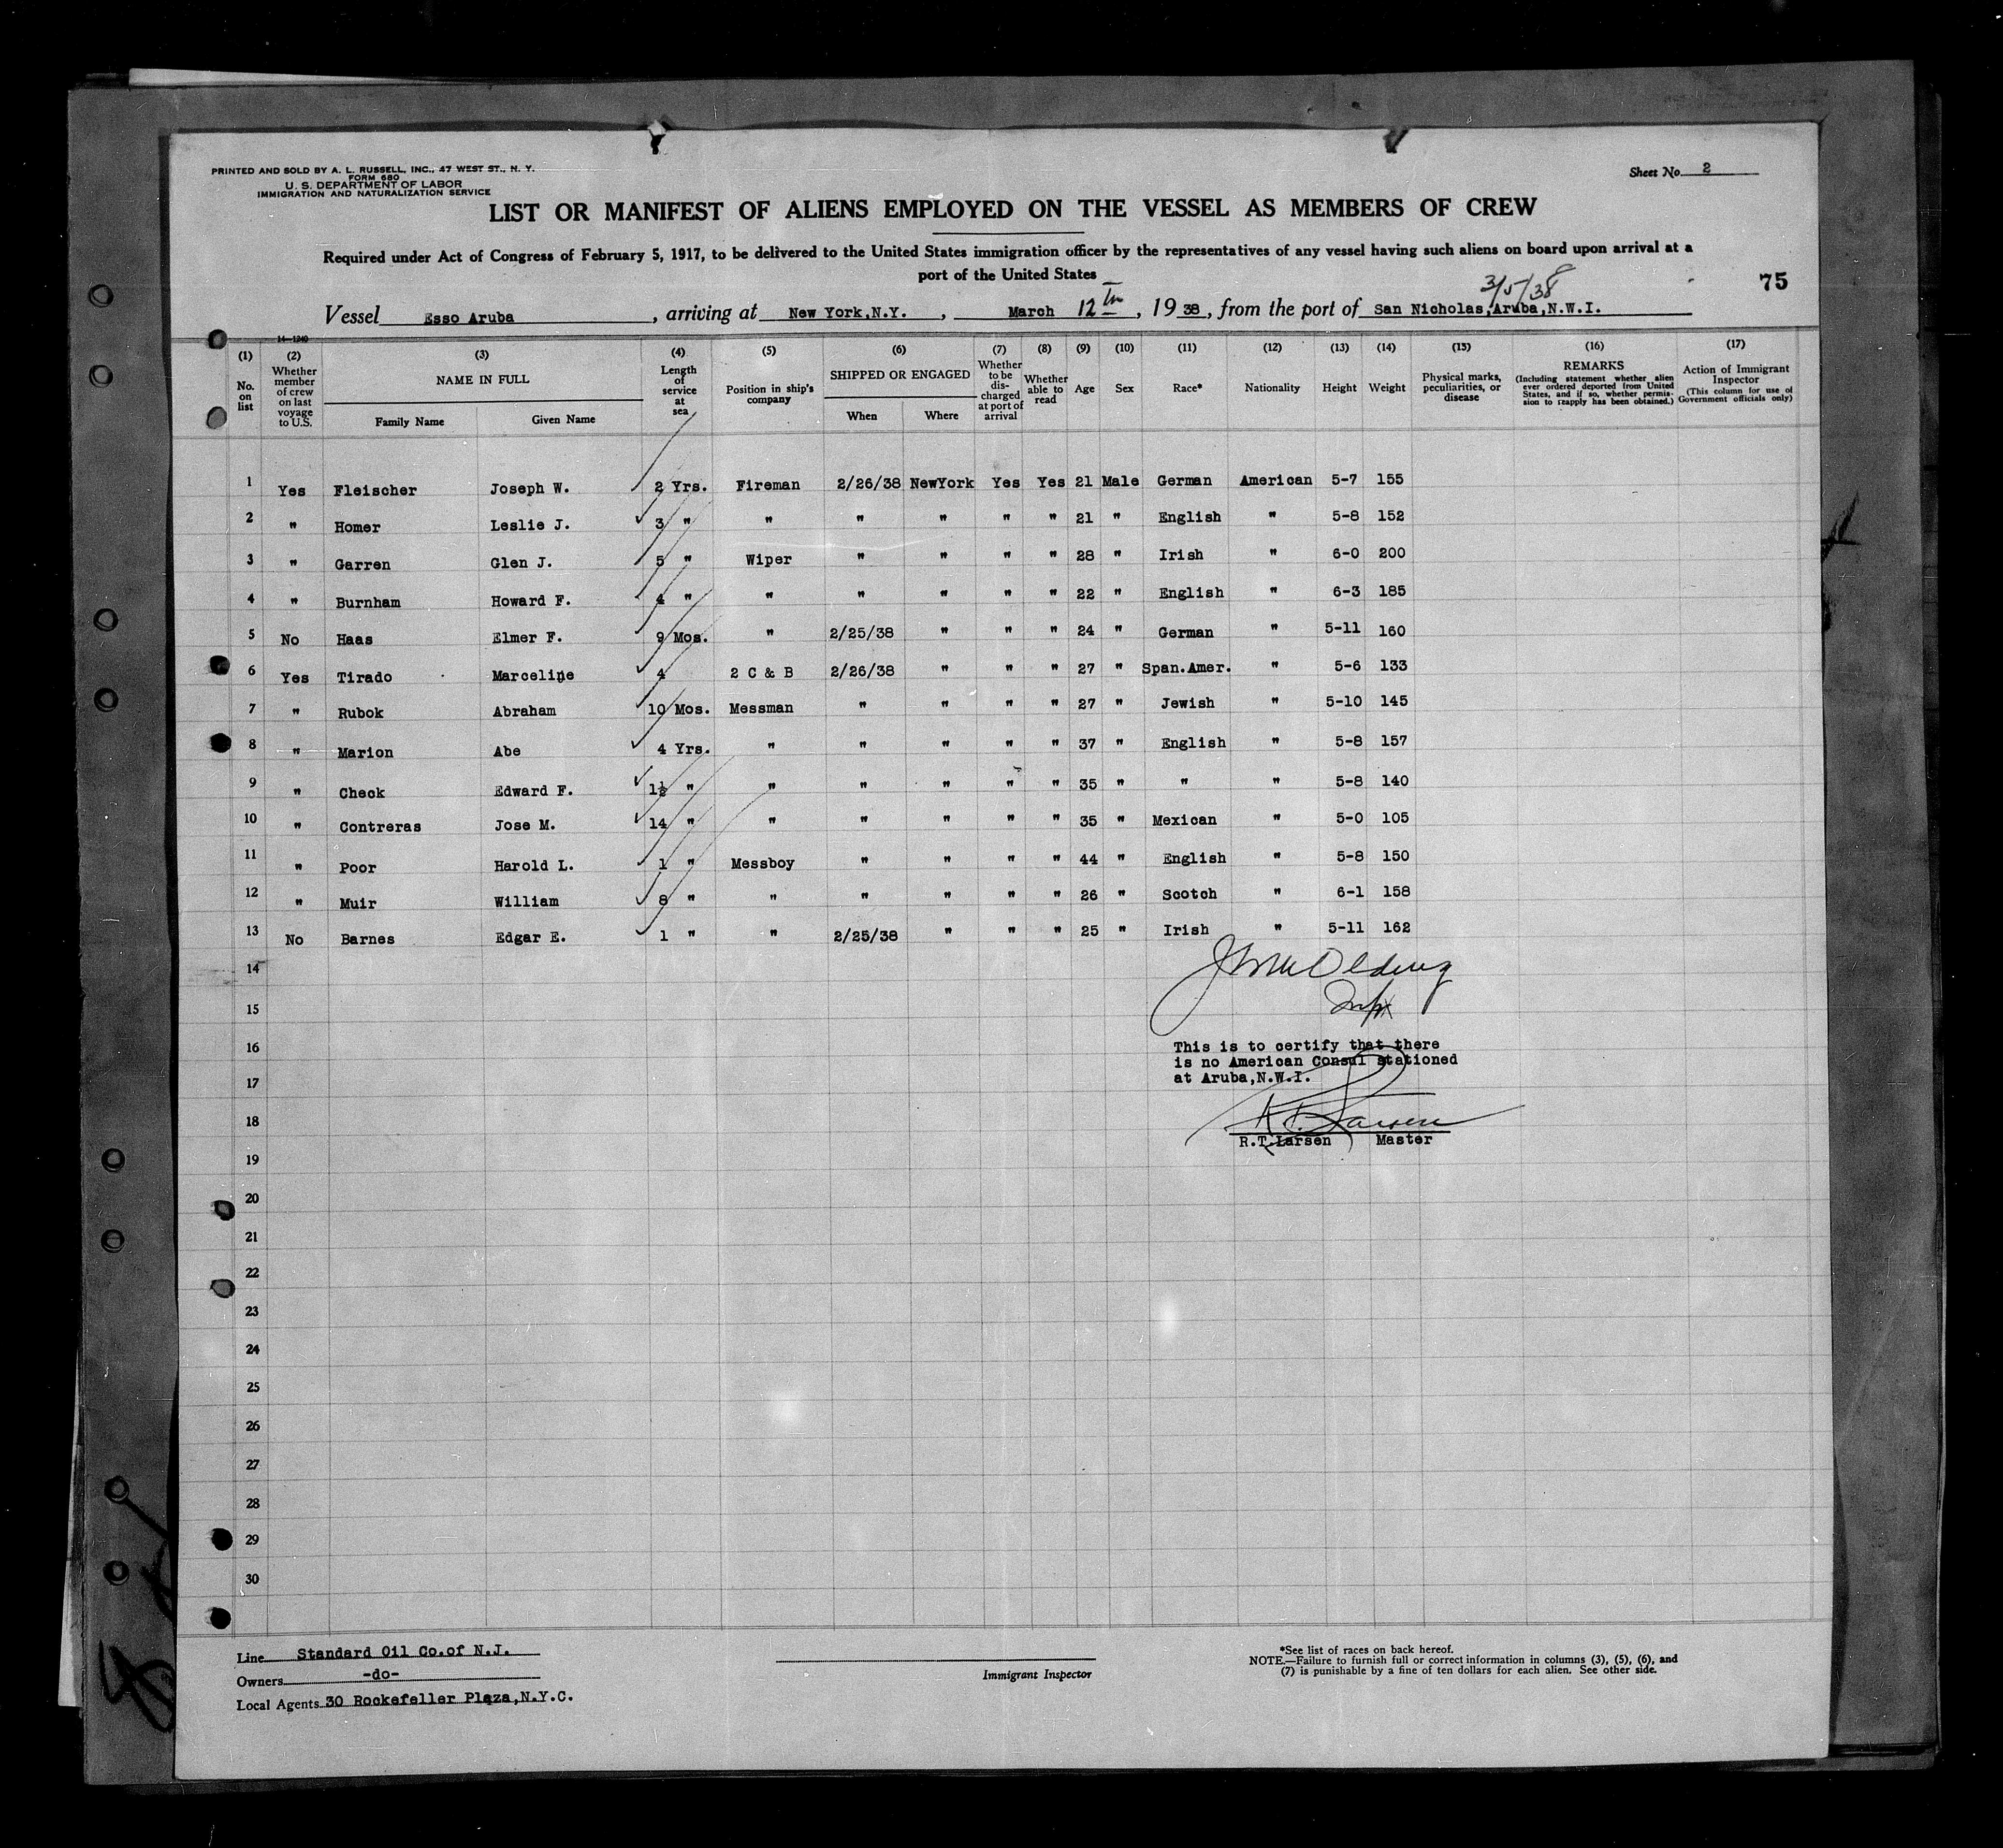 PRINTED AND SOLD BY A. L. RUSSELL, INC., 47 WEST ST., N. Y.
FORM 680
U. S. DEPARTMENT OF LABOR
IMMIGRATION AND NATURALIZATION SERVICE
Sheet No. 2
LIST OR MANIFEST OF ALIENS EMPLOYED ON THE VESSEL AS MEMBERS OF CREW
Required under Act of Congress of February 5, 1917, to be delivered to the United States immigration officer by the representatives of any vessel having such aliens on board upon arrival at a
port of the United States
75
3/5/38
Vessel Esso Aruba, arriving at New York,N.Y., March 12th, 1938, from the port of San Nicholas,Aruba,N.W.I.
14—1240
(1) (2) (3) (4) (5) (6) (7) (8) (9) (10) (11) (12) (13) (14) (15) (16) (17)
No. on list
Whether member of crew on last voyage to U.S.
NAME IN FULL
Family Name Given Name
Length of service at sea
Position in ship's company
SHIPPED OR ENGAGED
When Where
Whether to be discharged at port of arrival
Whether able to read
Age
Sex
Race*
Nationality
Height
Weight
Physical marks, peculiarities, or disease
REMARKS
(Including statement whether alien ever ordered deported from United States, and if so, whether permission to reapply has been obtained.)
Action of Immigrant Inspector
(This column for use of Government officials only)
1 Yes Fleischer Joseph W. 2 Yrs. Fireman 2/26/38 NewYork Yes Yes 21 Male German American 5-7 155
2 " Homer Leslie J. 3 " " " " " " 21 " English " 5-8 152
3 " Garren Glen J. 5 " Wiper " " " " 28 " Irish " 6-0 200
4 " Burnham Howard F. 4 " " " " " " 22 " English " 6-3 185
5 No Haas Elmer F. 9 Mos. " 2/25/38 " " " 24 " German " 5-11 160
6 Yes Tirado Marceline 4 2 C & B 2/26/38 " " " 27 " Span.Amer. " 5-6 133
7 " Rubok Abraham 10 Mos. Messman " " " " 27 " Jewish " 5-10 145
8 " Marion Abe 4 Yrs. " " " " " 37 " English " 5-8 157
9 " Check Edward F. 1½ " " " " " " 35 " " " 5-8 140
10 " Contreras Jose M. 14 " " " " " " 35 " Mexican " 5-0 105
11 " Poor Harold L. 1 " Messboy " " " " 44 " English " 5-8 150
12 " Muir William 8 " " " " " " 26 " Scotch " 6-1 158
13 No Barnes Edgar E. 1 " " 2/25/38 " " " 25 " Irish " 5-11 162
14
15
16
This is to certify that there
is no American Consul stationed
17
at Aruba,N.W.I.
18
R.T. Larsen
R.T.Larsen Master
19
20
21
22
23
24
25
26
27
28
29
30
Line Standard Oil Co.of N.J.
Owners -do-
Local Agents 30 Rockefeller Plaza,N.Y.C.
Immigrant Inspector
*See list of races on back hereof.
NOTE.—Failure to furnish full or correct information in columns (3), (5), (6), and
(7) is punishable by a fine of ten dollars for each alien. See other side.